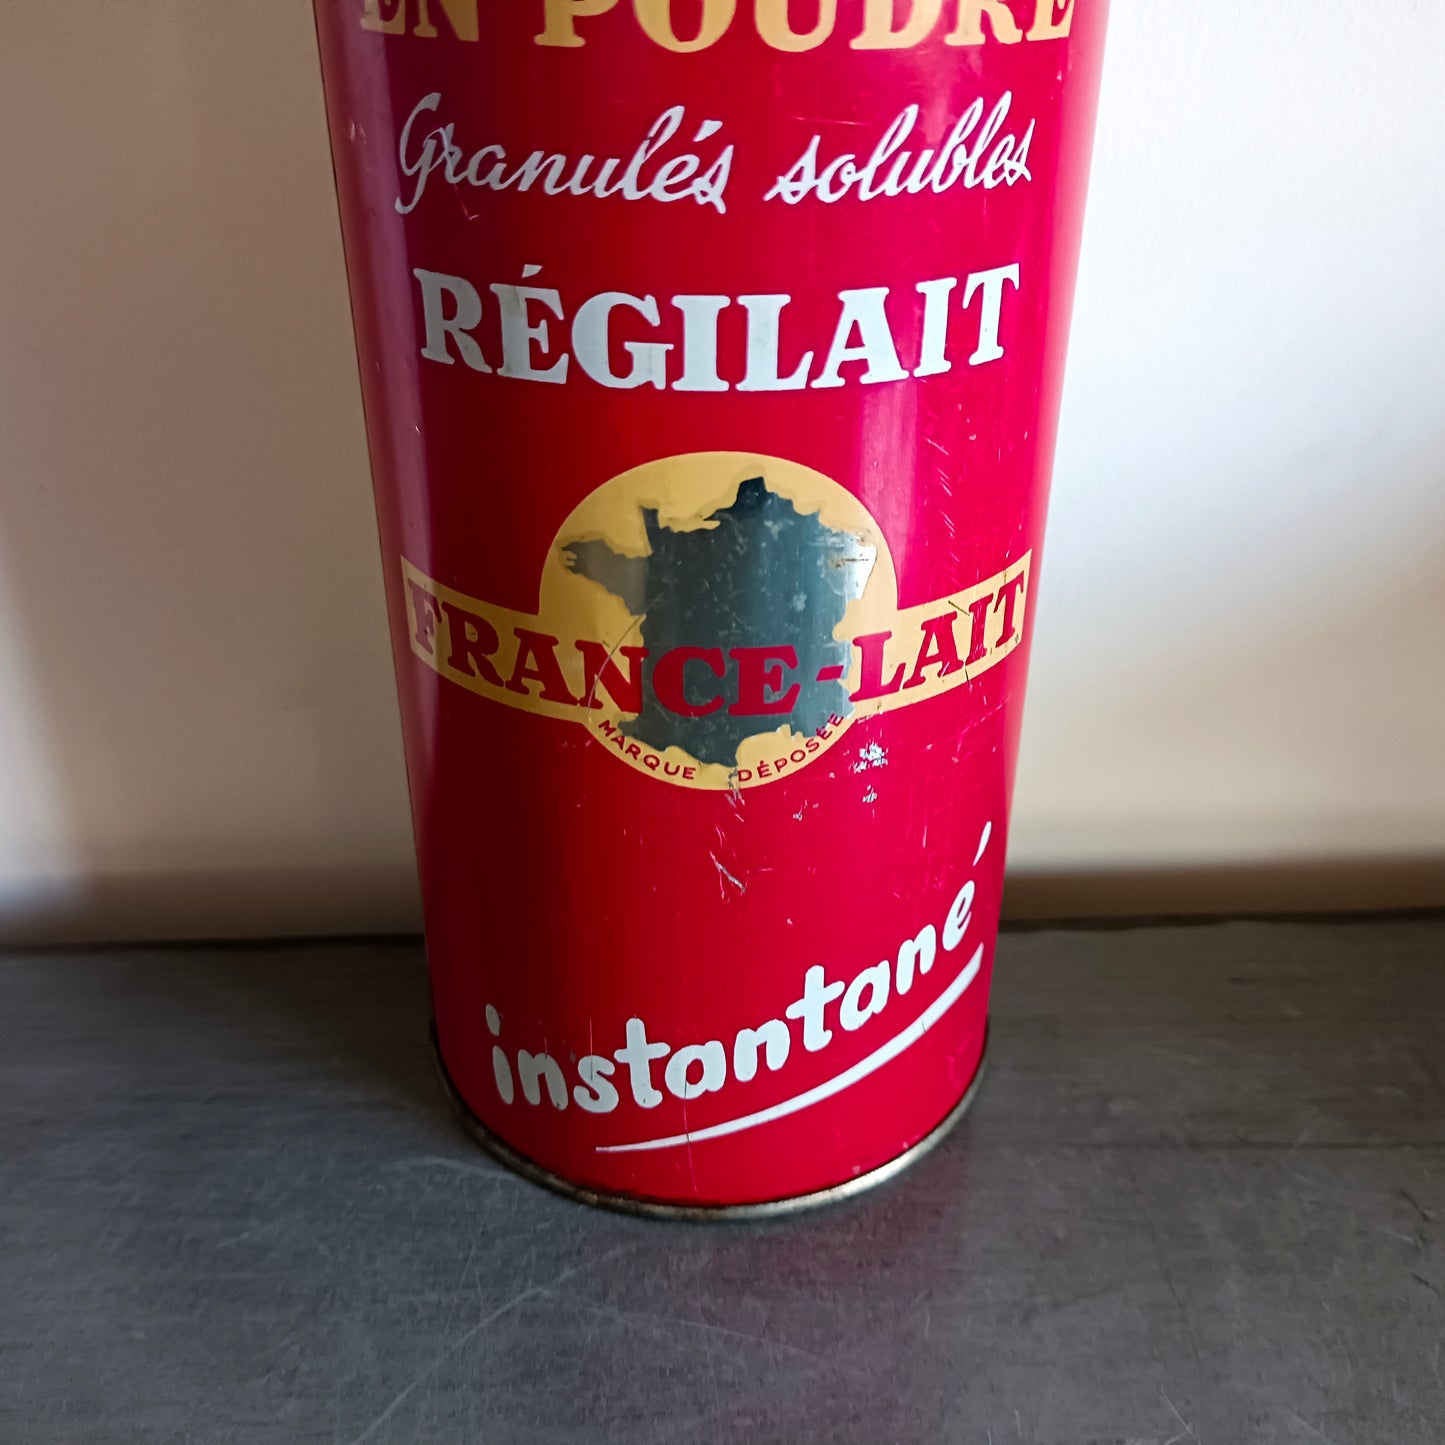 EN POUDRE
Granulés solubles
RÉGILAIT
FRANCE-LAIT
MARQUE DÉPOSÉE
instantané